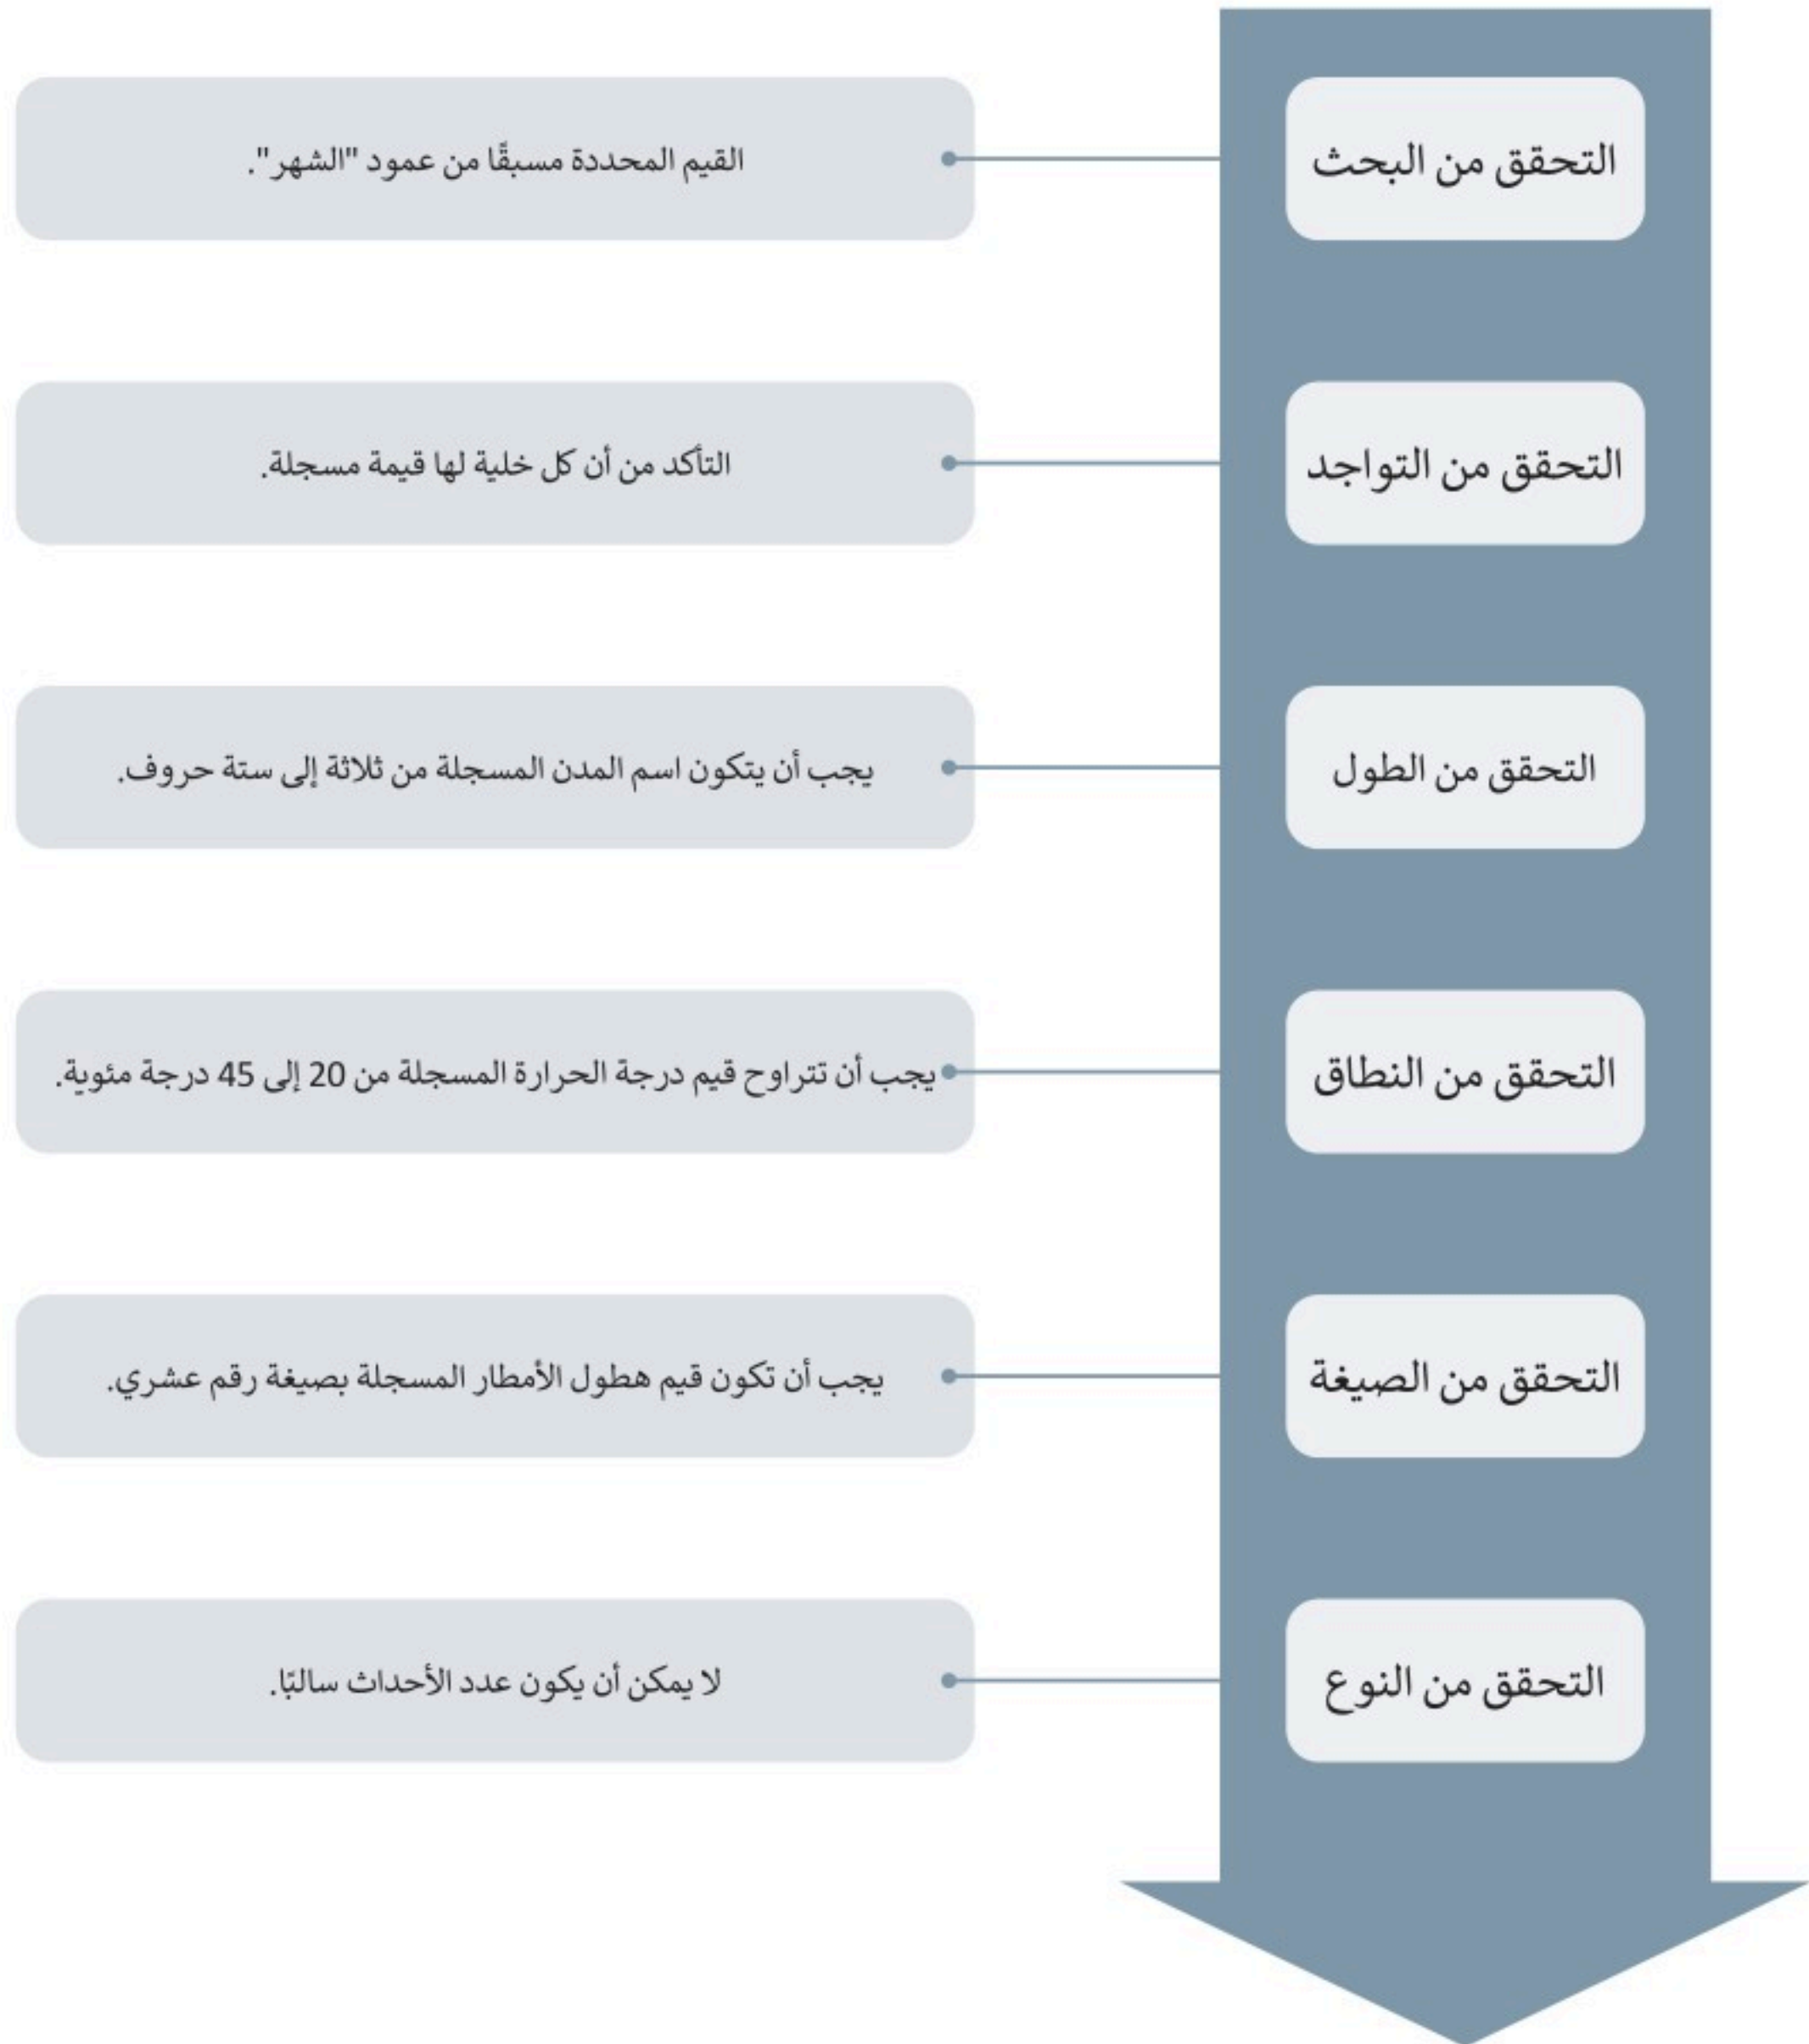 التحقق من البحث
القيم المحددة مسبقًا من عمود "الشهر".
التحقق من التواجد
التأكد من أن كل خلية لها قيمة مسجلة.
التحقق من الطول
يجب أن يتكون اسم المدن المسجلة من ثلاثة إلى ستة حروف.
التحقق من النطاق
يجب أن تتراوح قيم درجة الحرارة المسجلة من 20 إلى 45 درجة مئوية.
التحقق من الصيغة
يجب أن تكون قيم هطول الأمطار المسجلة بصيغة رقم عشري.
التحقق من النوع
لا يمكن أن يكون عدد الأحداث سالبًا.